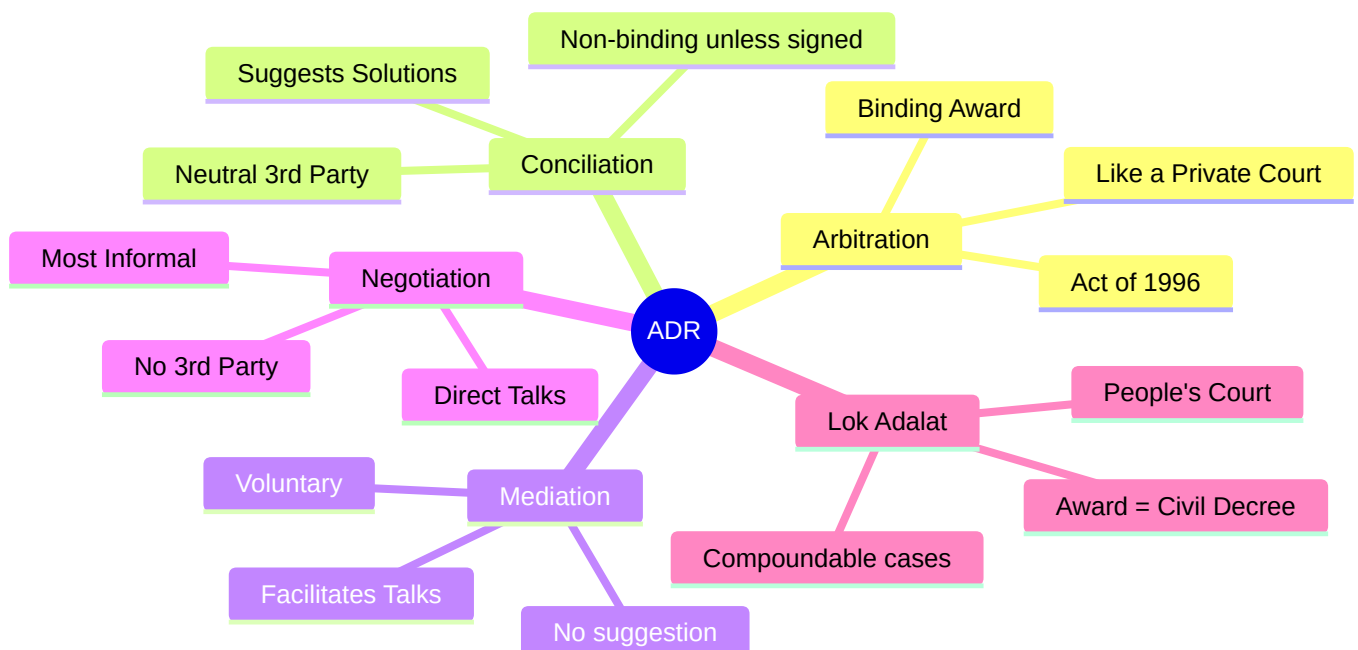 Non-binding unless signed
Suggests Solutions
Binding Award
Conciliation
Neutral 3rd Party
Like a Private Court
Arbitration
Most Informal
Negotiation
Act of 1996
ADR
No 3rd Party
Direct Talks
People's Court
Lok Adalat
Voluntary
Mediation
Award = Civil Decree
Compoundable cases
Facilitates Talks
No suggestion